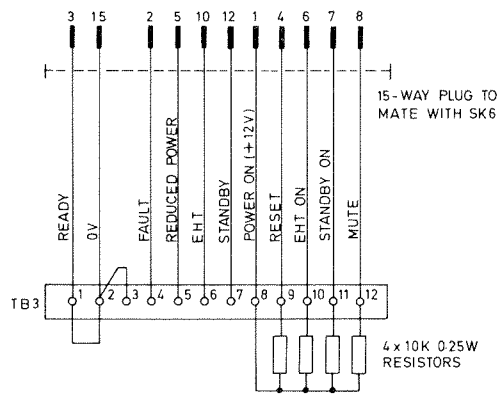 3 15 2 5 10 12 1 4 6 7 8
15-WAY PLUG TO
MATE WITH SK6
READY
0V
FAULT
REDUCED POWER
EHT
STANDBY
POWER ON (+12V)
RESET
EHT ON
STANDBY ON
MUTE
TB3
1 2 3 4 5 6 7 8 9 10 11 12
4 x 10K 0.25W
RESISTORS